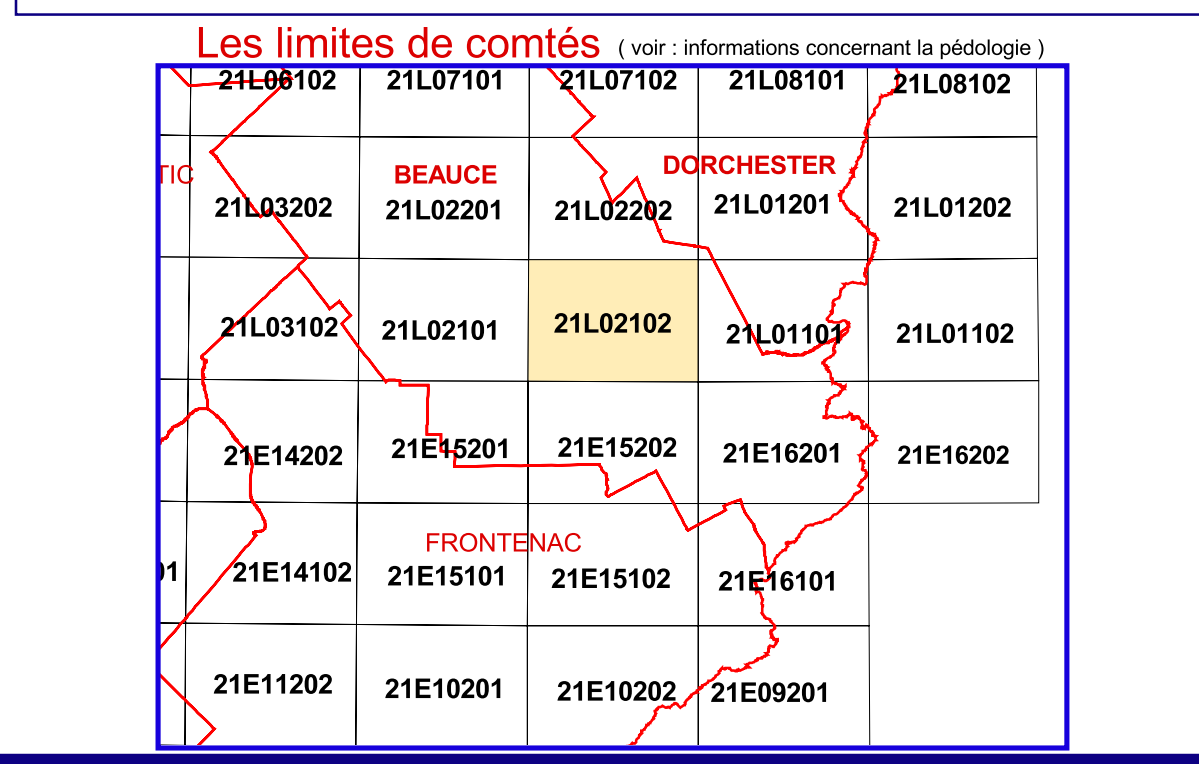 Les limites de comtés ( voir : informations concernant la pédologie )
21L06102 21L07101 21L07102 21L08101 21L08102
TIC BEAUCE DORCHESTER
21L03202 21L02201 21L02202 21L01201 21L01202
21L03102 21L02101 21L02102 21L01101 21L01102
21E14202 21E15201 21E15202 21E16201 21E16202
FRONTENAC
01 21E14102 21E15101 21E15102 21E16101
21E11202 21E10201 21E10202 21E09201